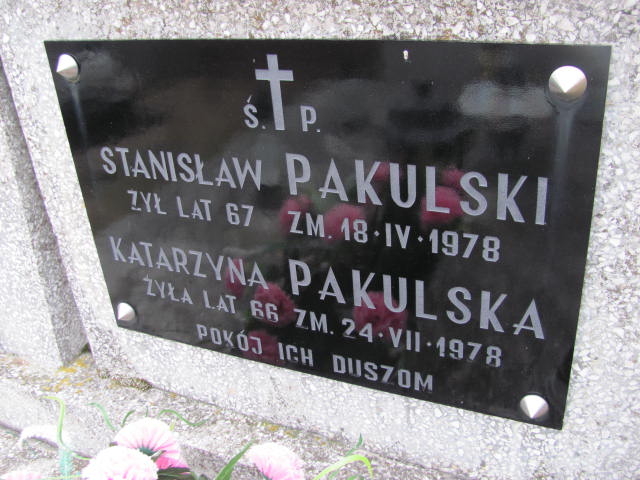 Ś. P.
STANISŁAW PAKULSKI
ŻYŁ LAT 67 ZM. 18·IV·1978
KATARZYNA PAKULSKA
ŻYŁA LAT 66 ZM. 24·VII·1978
POKÓJ ICH DUSZOM